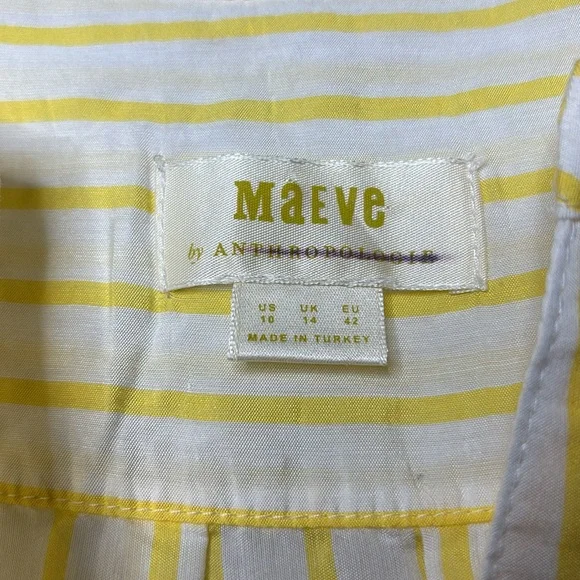 MaEve
by ANTHROPOLOGIE
US UK EU
10 14 42
MADE IN TURKEY